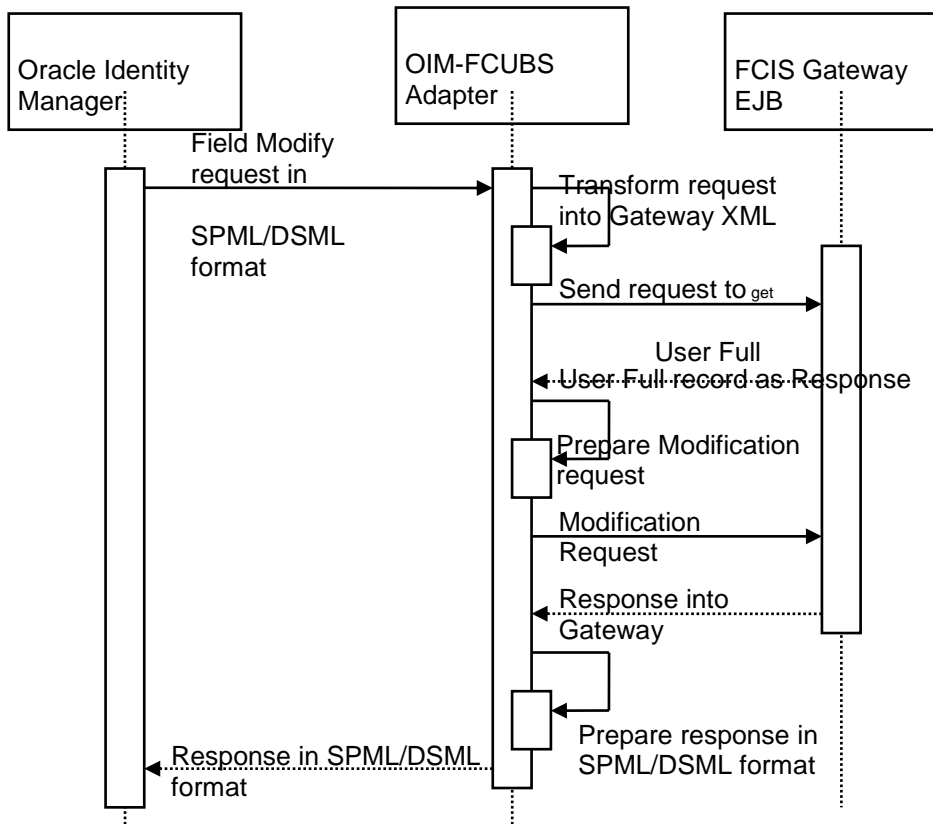 Oracle Identity
Manager
OIM-FCUBS
Adapter
FCIS Gateway
EJB
Field Modify
request in
SPML/DSML
format
Transform request
into Gateway XML
Send request to get
User Full
User Full record as Response
Prepare Modification
request
Modification
Request
Response into
Gateway
Prepare response in
SPML/DSML format
Response in SPML/DSML
format